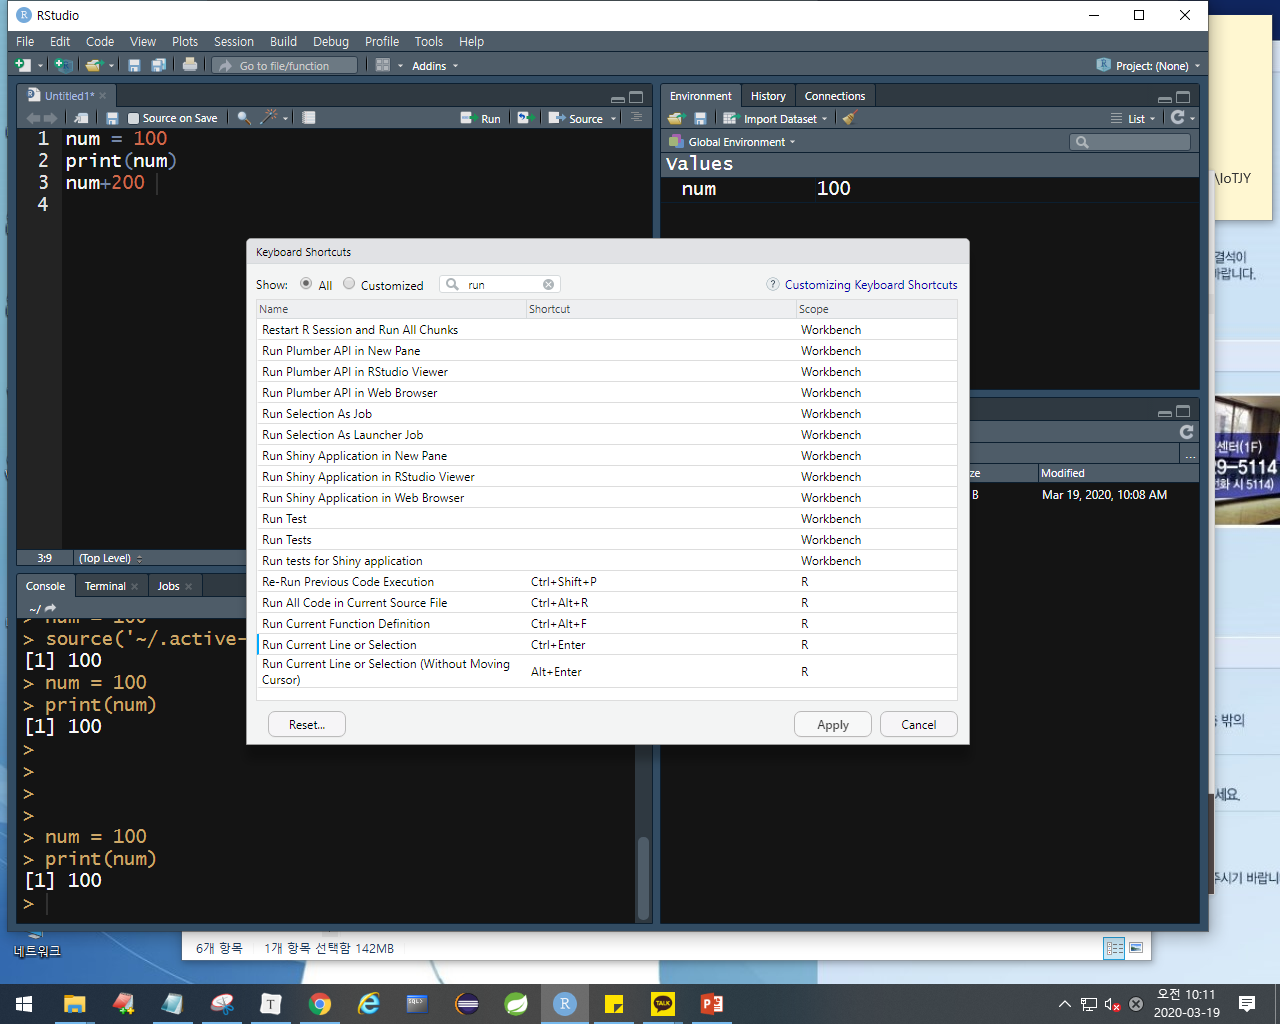 RStudio
File Edit Code View Plots Session Build Debug Profile Tools Help
Go to file/function Addins Project: (None)
Untitled1*
Source on Save Run Source
1 num = 100
2 print(num)
3 num+200
4
3:9 (Top Level)
Environment History Connections
Import Dataset List
Global Environment
Values
num 100
\IoTJY
결석이
바랍니다.
Keyboard Shortcuts
Show: All Customized run Customizing Keyboard Shortcuts
Name Shortcut Scope
Restart R Session and Run All Chunks Workbench
Run Plumber API in New Pane Workbench
Run Plumber API in RStudio Viewer Workbench
Run Plumber API in Web Browser Workbench
Run Selection As Job Workbench
Run Selection As Launcher Job Workbench
Run Shiny Application in New Pane Workbench
Run Shiny Application in RStudio Viewer Workbench
Run Shiny Application in Web Browser Workbench
Run Test Workbench
Run Tests Workbench
Run tests for Shiny application Workbench
Re-Run Previous Code Execution Ctrl+Shift+P R
Run All Code in Current Source File Ctrl+Alt+R R
Run Current Function Definition Ctrl+Alt+F R
Run Current Line or Selection Ctrl+Enter R
Run Current Line or Selection (Without Moving
Cursor) Alt+Enter R
Reset... Apply Cancel
...
ze Modified
B Mar 19, 2020, 10:08 AM
센터(1F)
29-5114
화 시 5114)
밖의
세요.
주시기 바랍니
Console Terminal Jobs
~/
> num = 100
> source('~/.active-
[1] 100
> num = 100
> print(num)
[1] 100
>
>
>
>
> num = 100
> print(num)
[1] 100
>
네트워크
6개 항목 1개 항목 선택함 142MB
T SQL> R TALK
오전 10:11
2020-03-19